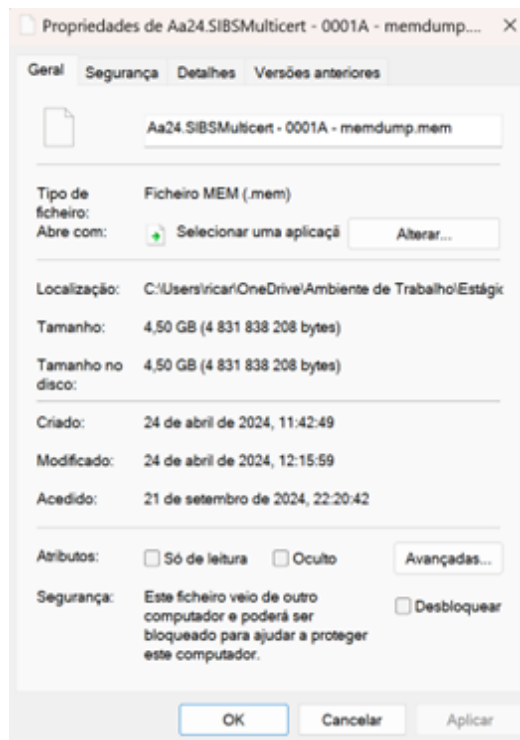 Propriedades de Aa24.SIBSMulticert - 0001A - memdump....
Geral Segurança Detalhes Versões anteriores
Aa24.SIBSMulticert - 0001A - memdump.mem
Tipo de ficheiro: Ficheiro MEM (.mem)
Abre com: Selecionar uma aplicaçã Alterar...
Localização: C:\Users\ricar\OneDrive\Ambiente de Trabalho\Estágic
Tamanho: 4,50 GB (4 831 838 208 bytes)
Tamanho no disco: 4,50 GB (4 831 838 208 bytes)
Criado: 24 de abril de 2024, 11:42:49
Modificado: 24 de abril de 2024, 12:15:59
Acedido: 21 de setembro de 2024, 22:20:42
Atributos: Só de leitura Oculto Avançadas...
Segurança: Este ficheiro veio de outro
computador e poderá ser
bloqueado para ajudar a proteger
este computador.
Desbloquear
OK Cancelar Aplicar